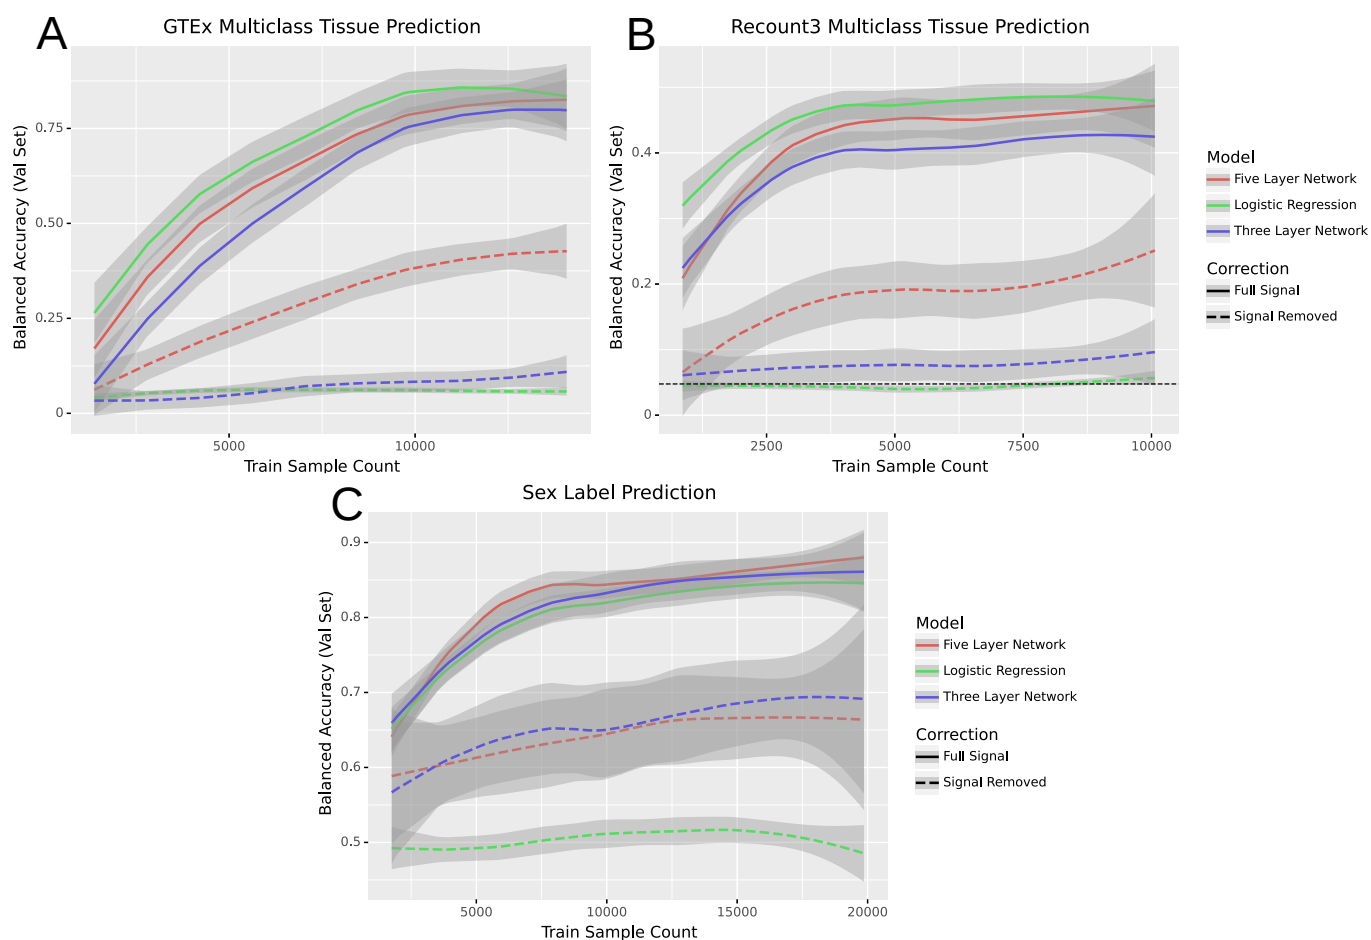 A
GTEx Multiclass Tissue Prediction
Balanced Accuracy (Val Set)
0.75
0.50
0.25
0
5000
10000
Train Sample Count
B
Recount3 Multiclass Tissue Prediction
Balanced Accuracy (Val Set)
0.4
0.2
0
2500
5000
7500
10000
Train Sample Count
Model
Five Layer Network
Logistic Regression
Three Layer Network
Correction
Full Signal
Signal Removed
C
Sex Label Prediction
Balanced Accuracy (Val Set)
0.9
0.8
0.7
0.6
0.5
5000
10000
15000
20000
Train Sample Count
Model
Five Layer Network
Logistic Regression
Three Layer Network
Correction
Full Signal
Signal Removed